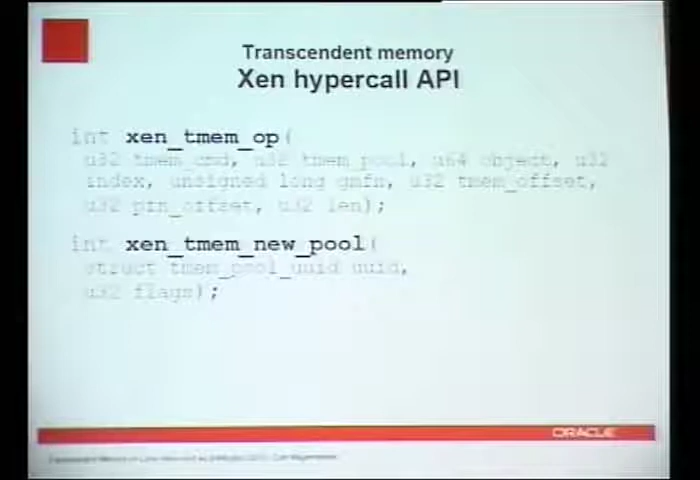 Transcendent memory
Xen hypercall API
int xen_tmem_op(
u32 tmem_cmd, u32 tmem_pool, u64 object, u32
index, unsigned long gmfn, u32 tmem_offset,
u32 pfn_offset, u32 len);
int xen_tmem_new_pool(
struct tmem_pool_uuid uuid,
u32 flags);
ORACLE